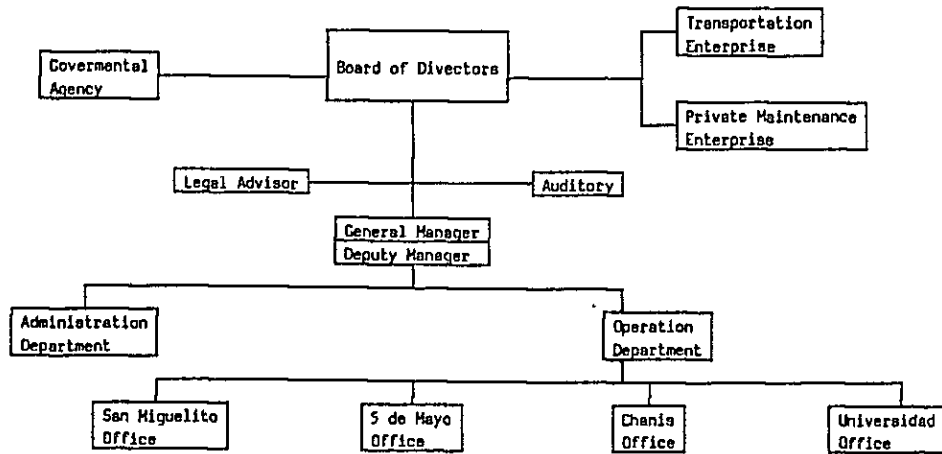 Transportation
Enterprise
Govermental
Agency
Board of Divectors
Private Maintenance
Enterprise
Legal Advisor
Auditory
General Manager
Deputy Manager
Administration
Department
Operation
Department
San Miguelito
Office
5 de Mayo
Office
Chanis
Office
Universidad
Office